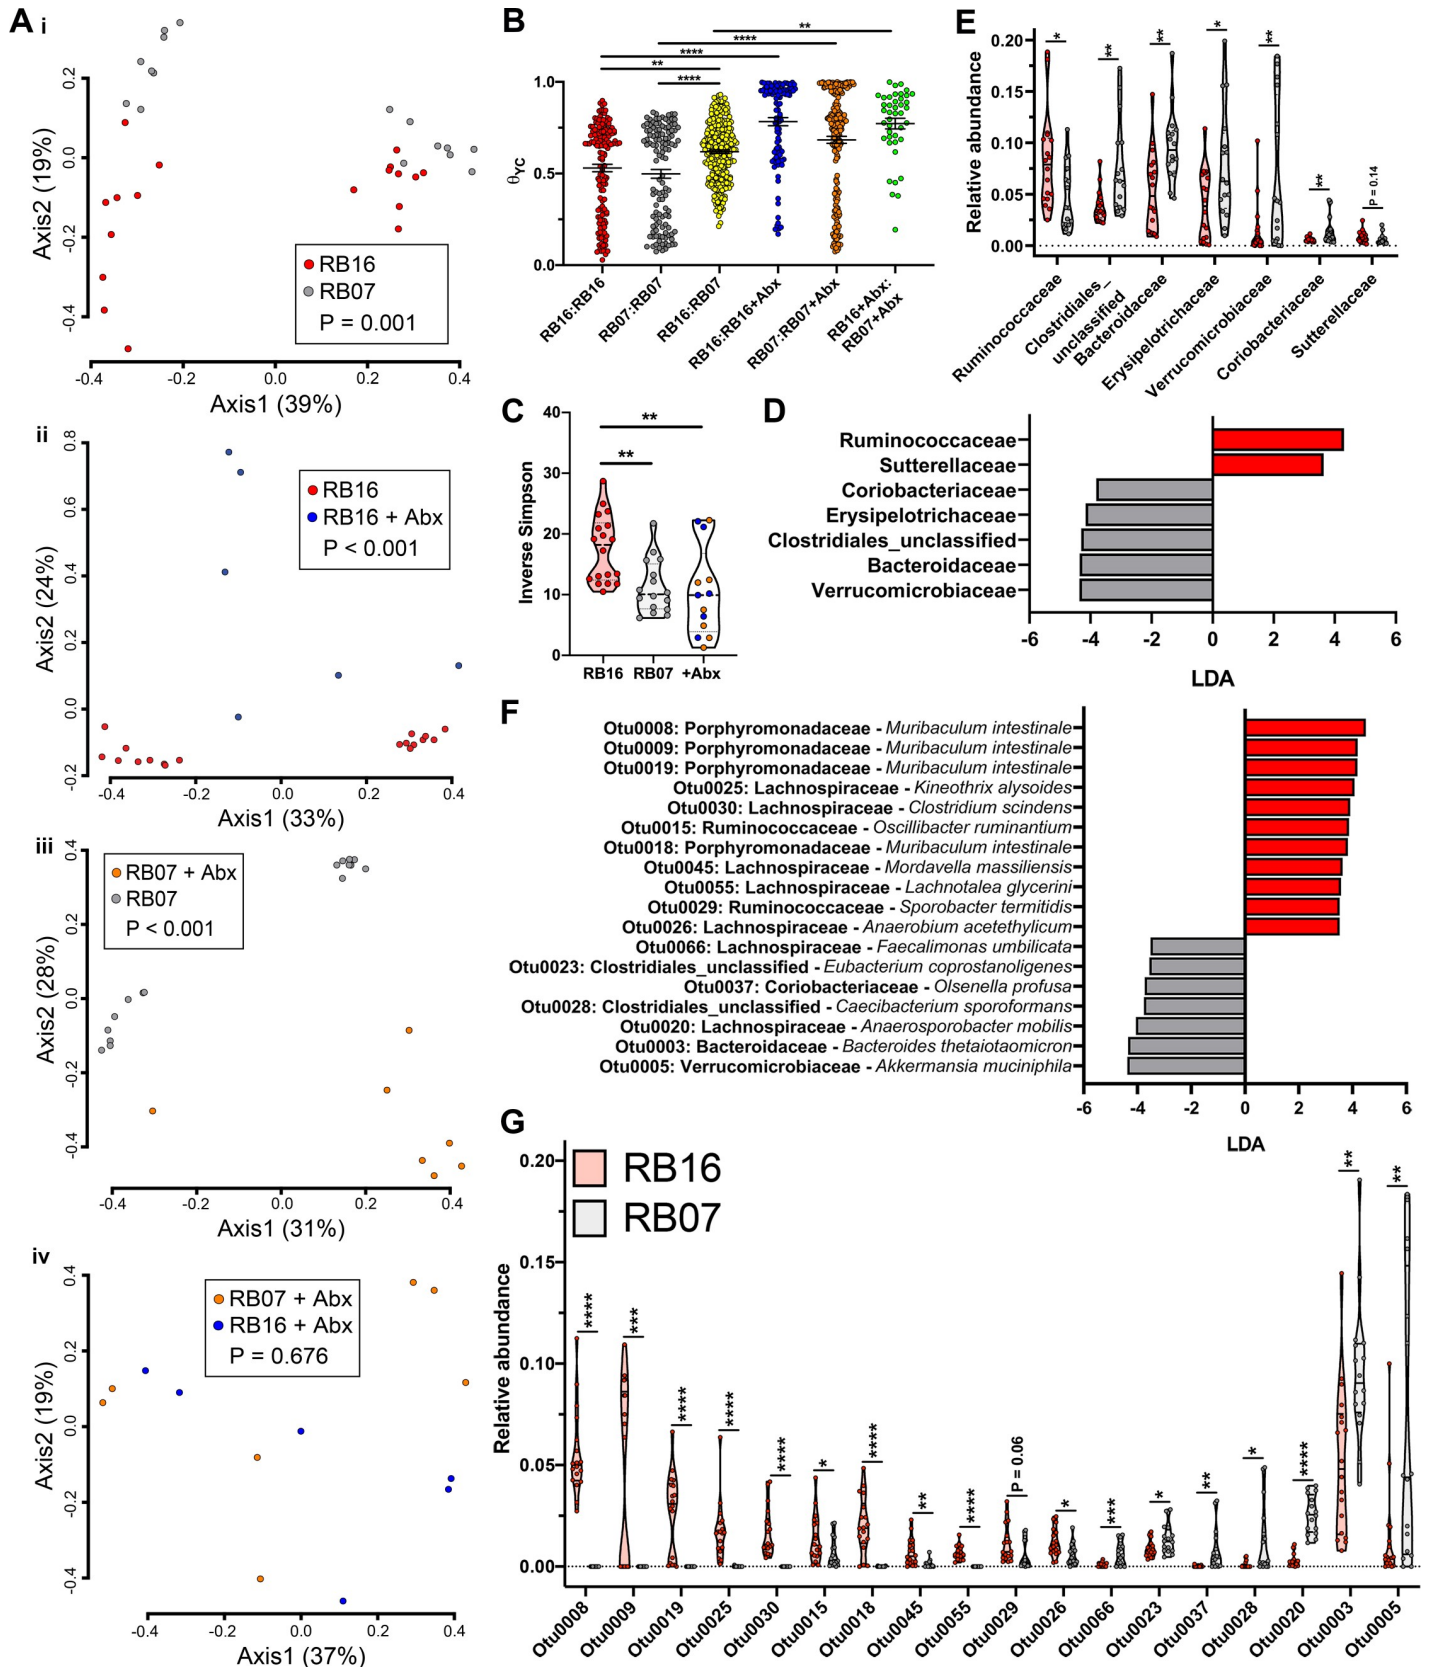 A i
0.2
0.0
-0.2
-0.4
Axis2 (19%)
RB16
RB07
P = 0.001
-0.4 -0.2 0.0 0.2 0.4
Axis1 (39%)
ii
0.8
0.6
0.4
0.2
0.0
-0.2
Axis2 (24%)
RB16
RB16 + Abx
P < 0.001
-0.4 -0.2 0.0 0.2 0.4
Axis1 (33%)
iii
0.4
0.2
0.0
-0.2
-0.4
Axis2 (28%)
RB07 + Abx
RB07
P < 0.001
-0.4 -0.2 0.0 0.2 0.4
Axis1 (31%)
iv
0.4
0.2
0.0
-0.2
-0.4
Axis2 (19%)
RB07 + Abx
RB16 + Abx
P = 0.676
-0.4 -0.2 0.0 0.2 0.4
Axis1 (37%)
B
**
****
****
**
****
1.0
0.5
0.0
θYC
RB16:RB16
RB07:RB07
RB16:RB07
RB16:RB16+Abx
RB07:RB07+Abx
RB16+Abx:
RB07+Abx
C
40
30
20
10
0
Inverse Simpson
**
**
RB16 RB07 +Abx
D
Ruminococcaceae
Sutterellaceae
Coriobacteriaceae
Erysipelotrichaceae
Clostridiales_unclassified
Bacteroidaceae
Verrucomicrobiaceae
-6 -4 -2 0 2 4 6
LDA
E
0.20
0.15
0.10
0.05
0.00
Relative abundance
*
**
**
*
**
**
P = 0.14
Ruminococcaceae
Clostridiales_
unclassified
Bacteroidaceae
Erysipelotrichaceae
Verrucomicrobiaceae
Coriobacteriaceae
Sutterellaceae
F
Otu0008: Porphyromonadaceae - Muribaculum intestinale
Otu0009: Porphyromonadaceae - Muribaculum intestinale
Otu0019: Porphyromonadaceae - Muribaculum intestinale
Otu0025: Lachnospiraceae - Kineothrix alysoides
Otu0030: Lachnospiraceae - Clostridium scindens
Otu0015: Ruminococcaceae - Oscillibacter ruminantium
Otu0018: Porphyromonadaceae - Muribaculum intestinale
Otu0045: Lachnospiraceae - Mordavella massiliensis
Otu0055: Lachnospiraceae - Lachnotalea glycerini
Otu0029: Ruminococcaceae - Sporobacter termitidis
Otu0026: Lachnospiraceae - Anaerobium acetethylicum
Otu0066: Lachnospiraceae - Faecalimonas umbilicata
Otu0023: Clostridiales_unclassified - Eubacterium coprostanoligenes
Otu0037: Coriobacteriaceae - Olsenella profusa
Otu0028: Clostridiales_unclassified - Caecibacterium sporoformans
Otu0020: Lachnospiraceae - Anaerosporobacter mobilis
Otu0003: Bacteroidaceae - Bacteroides thetaiotaomicron
Otu0005: Verrucomicrobiaceae - Akkermansia muciniphila
-6 -4 -2 0 2 4 6
LDA
G
0.20
0.15
0.10
0.05
0.00
Relative abundance
RB16
RB07
****
***
****
****
****
*
****
**
****
P = 0.06
*
***
*
**
*
****
**
**
Otu0008
Otu0009
Otu0019
Otu0025
Otu0030
Otu0015
Otu0018
Otu0045
Otu0055
Otu0029
Otu0026
Otu0066
Otu0023
Otu0037
Otu0028
Otu0020
Otu0003
Otu0005